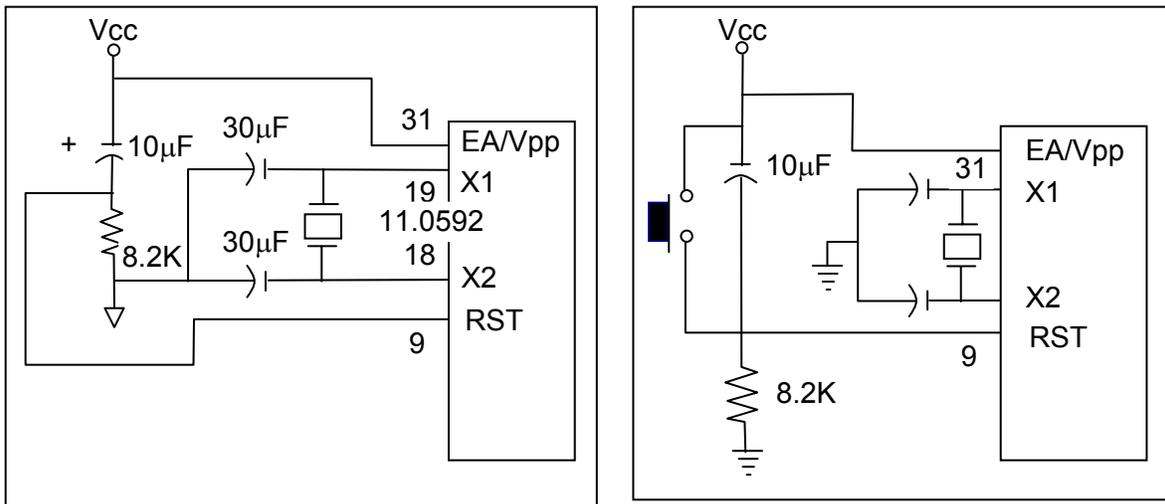 Vcc
31
EA/Vpp
+
10μF
30μF
19
X1
11.0592
30μF
8.2K
18
X2
RST
9
Vcc
EA/Vpp
10μF
31
X1
X2
RST
9
8.2K